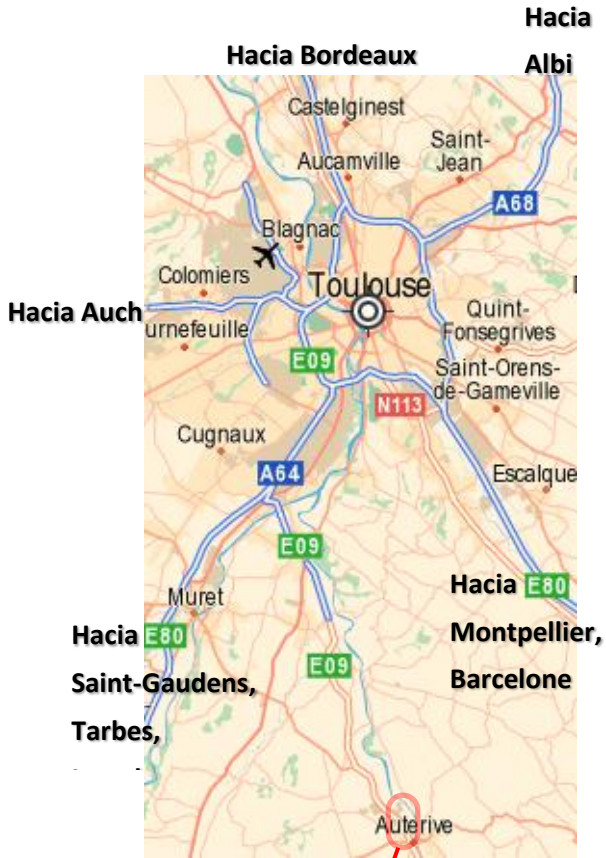 Hacia
Albi
Hacia Bordeaux
Castelginest
Saint-
Jean
Aucamville
A68
Blagnac
Colomiers
Toulouse
Hacia Auch
urnefeuille
Quint-
Fonsegrives
E09
Saint-Orens-
de-Gameville
N113
Cugnaux
A64
Escalque
E09
Muret
Hacia E80
Montpellier,
Barcelone
Hacia E80
Saint-Gaudens,
Tarbes,
E09
Auterive